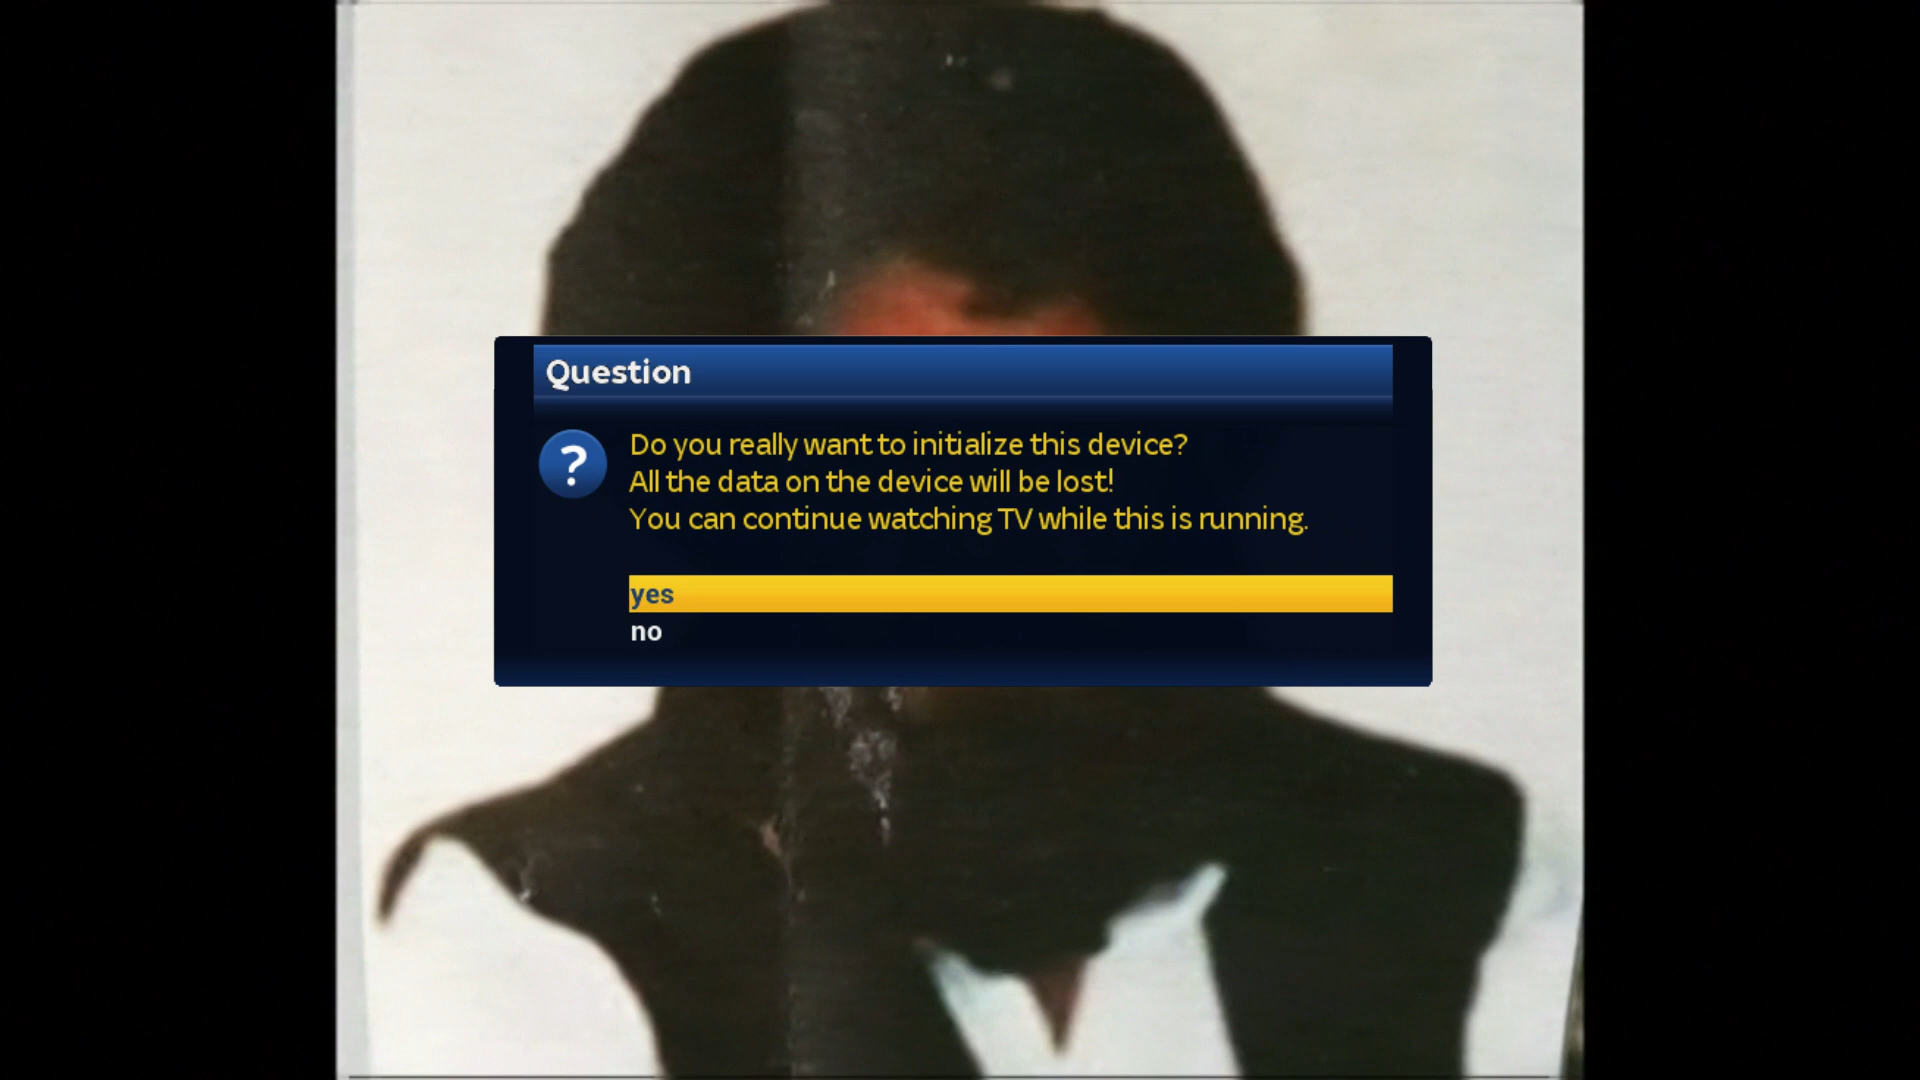 Question
?
Do you really want to initialize this device?
All the data on the device will be lost!
You can continue watching TV while this is running.
yes
no